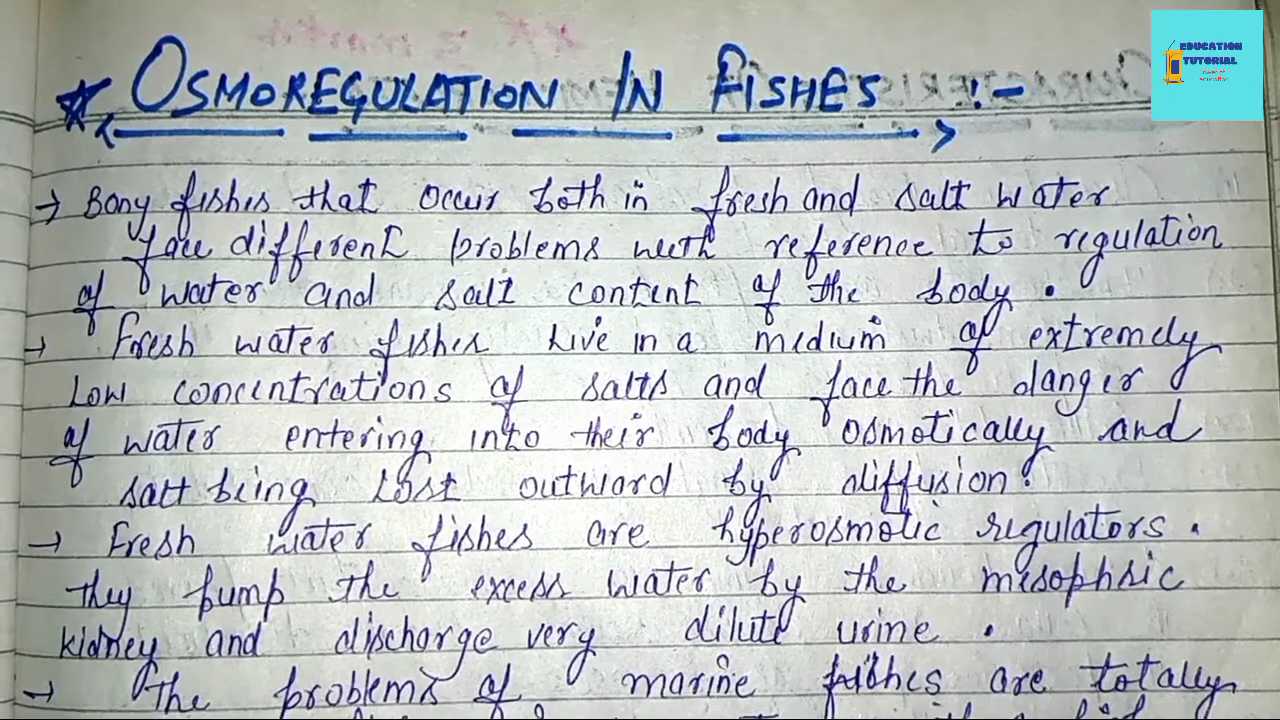 ★ OSMOREGULATION IN FISHES :-
EDUCATION
TUTORIAL
education
→ Bony fishes that occur both in fresh and salt water
face different problems with reference to regulation
of water and salt content of the body.
→ Fresh water fishes live in a medium of extremely
Low concentrations of salts and face the danger
of water entering into their body osmotically and
salt being lost outward by diffusion.
→ Fresh water fishes are hyperosmotic regulators.
they pump the excess water by the mesophric
kidney and discharge very dilute urine.
→ The problems of marine fishes are totally